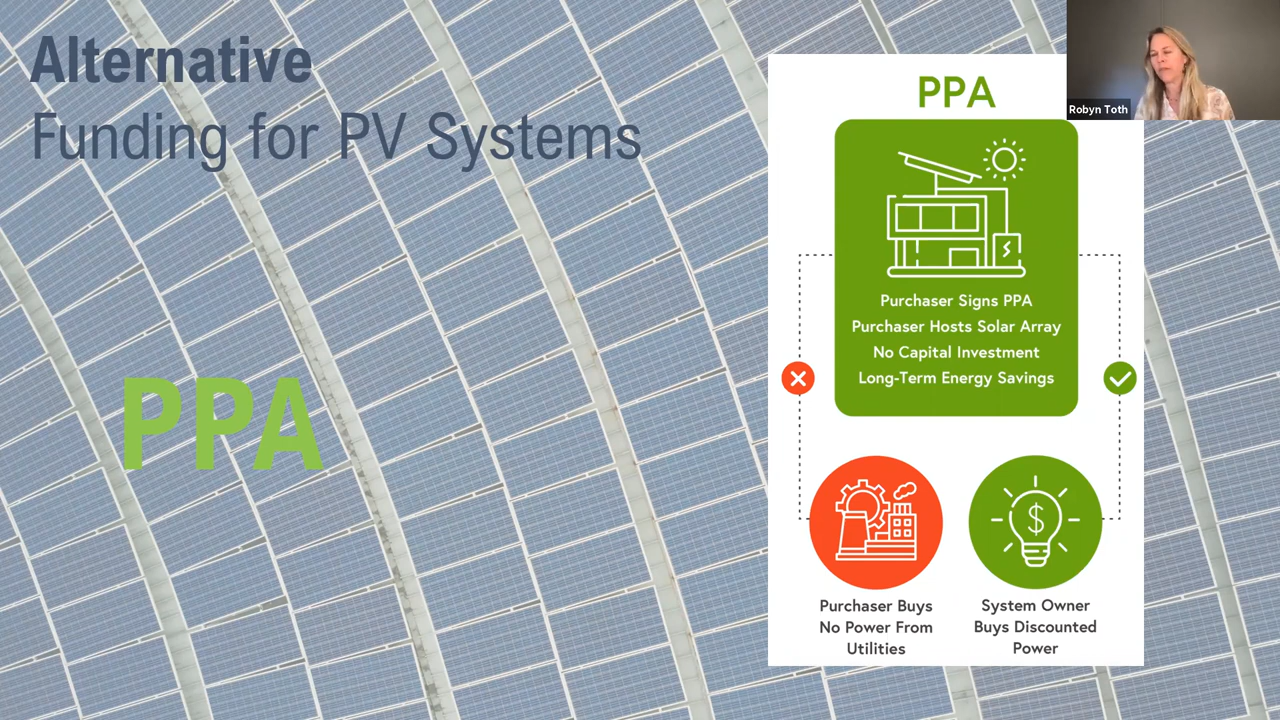 Alternative
Funding for PV Systems
PPA
PPA
Purchaser Signs PPA
Purchaser Hosts Solar Array
No Capital Investment
Long-Term Energy Savings
Purchaser Buys
No Power From
Utilities
System Owner
Buys Discounted
Power
Robyn Toth